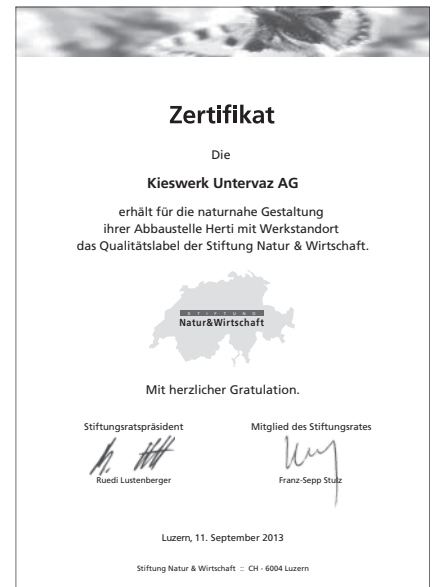 Zertifikat
Die
Kieswerk Untervaz AG
erhält für die naturnahe Gestaltung
ihrer Abbaustelle Herti mit Werkstandort
das Qualitätslabel der Stiftung Natur & Wirtschaft.
STIFTUNG
Natur&Wirtschaft
Mit herzlicher Gratulation.
Stiftungsratspräsident
Ruedi Lustenberger
Mitglied des Stiftungsrates
Franz-Sepp Stulz
Luzern, 11. September 2013
Stiftung Natur & Wirtschaft :: CH - 6004 Luzern